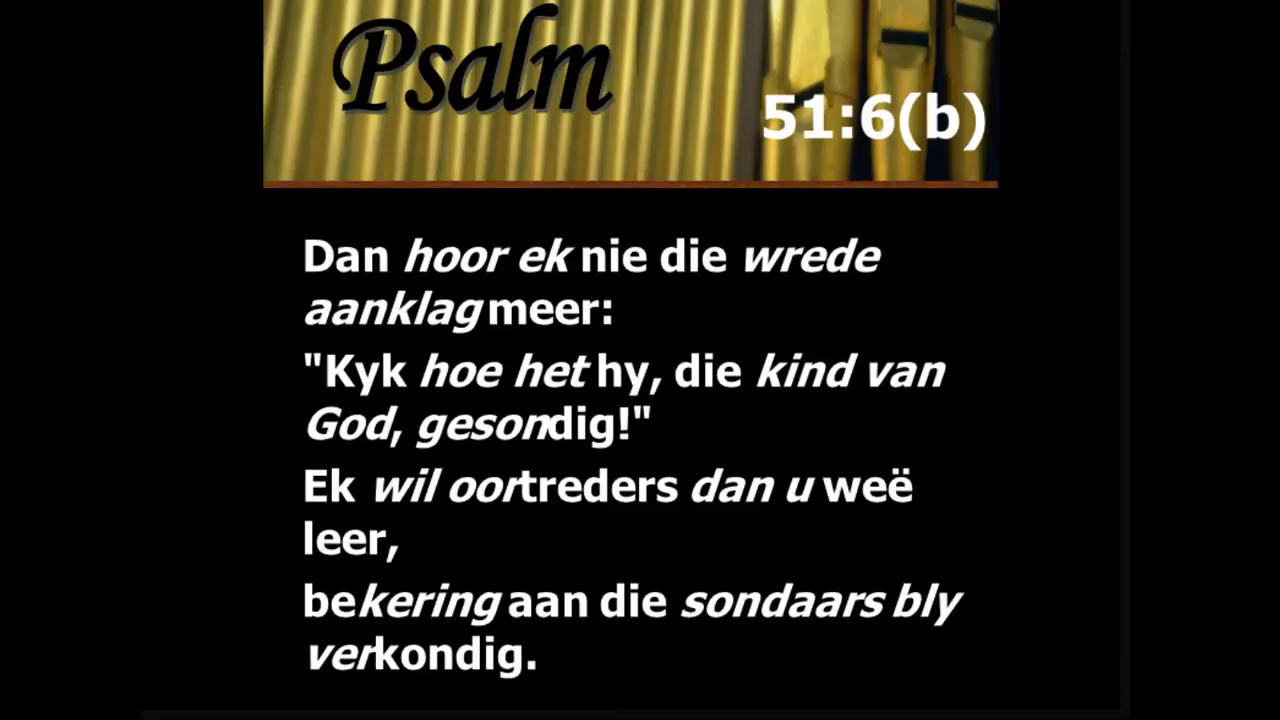 Psalm
51:6(b)
Dan hoor ek nie die wrede
aanklag meer:
"Kyk hoe het hy, die kind van
God, gesondig!"
Ek wil oortreders dan u weë
leer,
bekering aan die sondaars bly
verkondig.